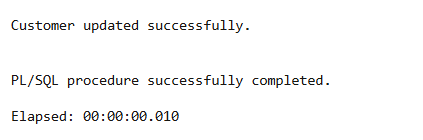 Customer updated successfully.
PL/SQL procedure successfully completed.
Elapsed: 00:00:00.010